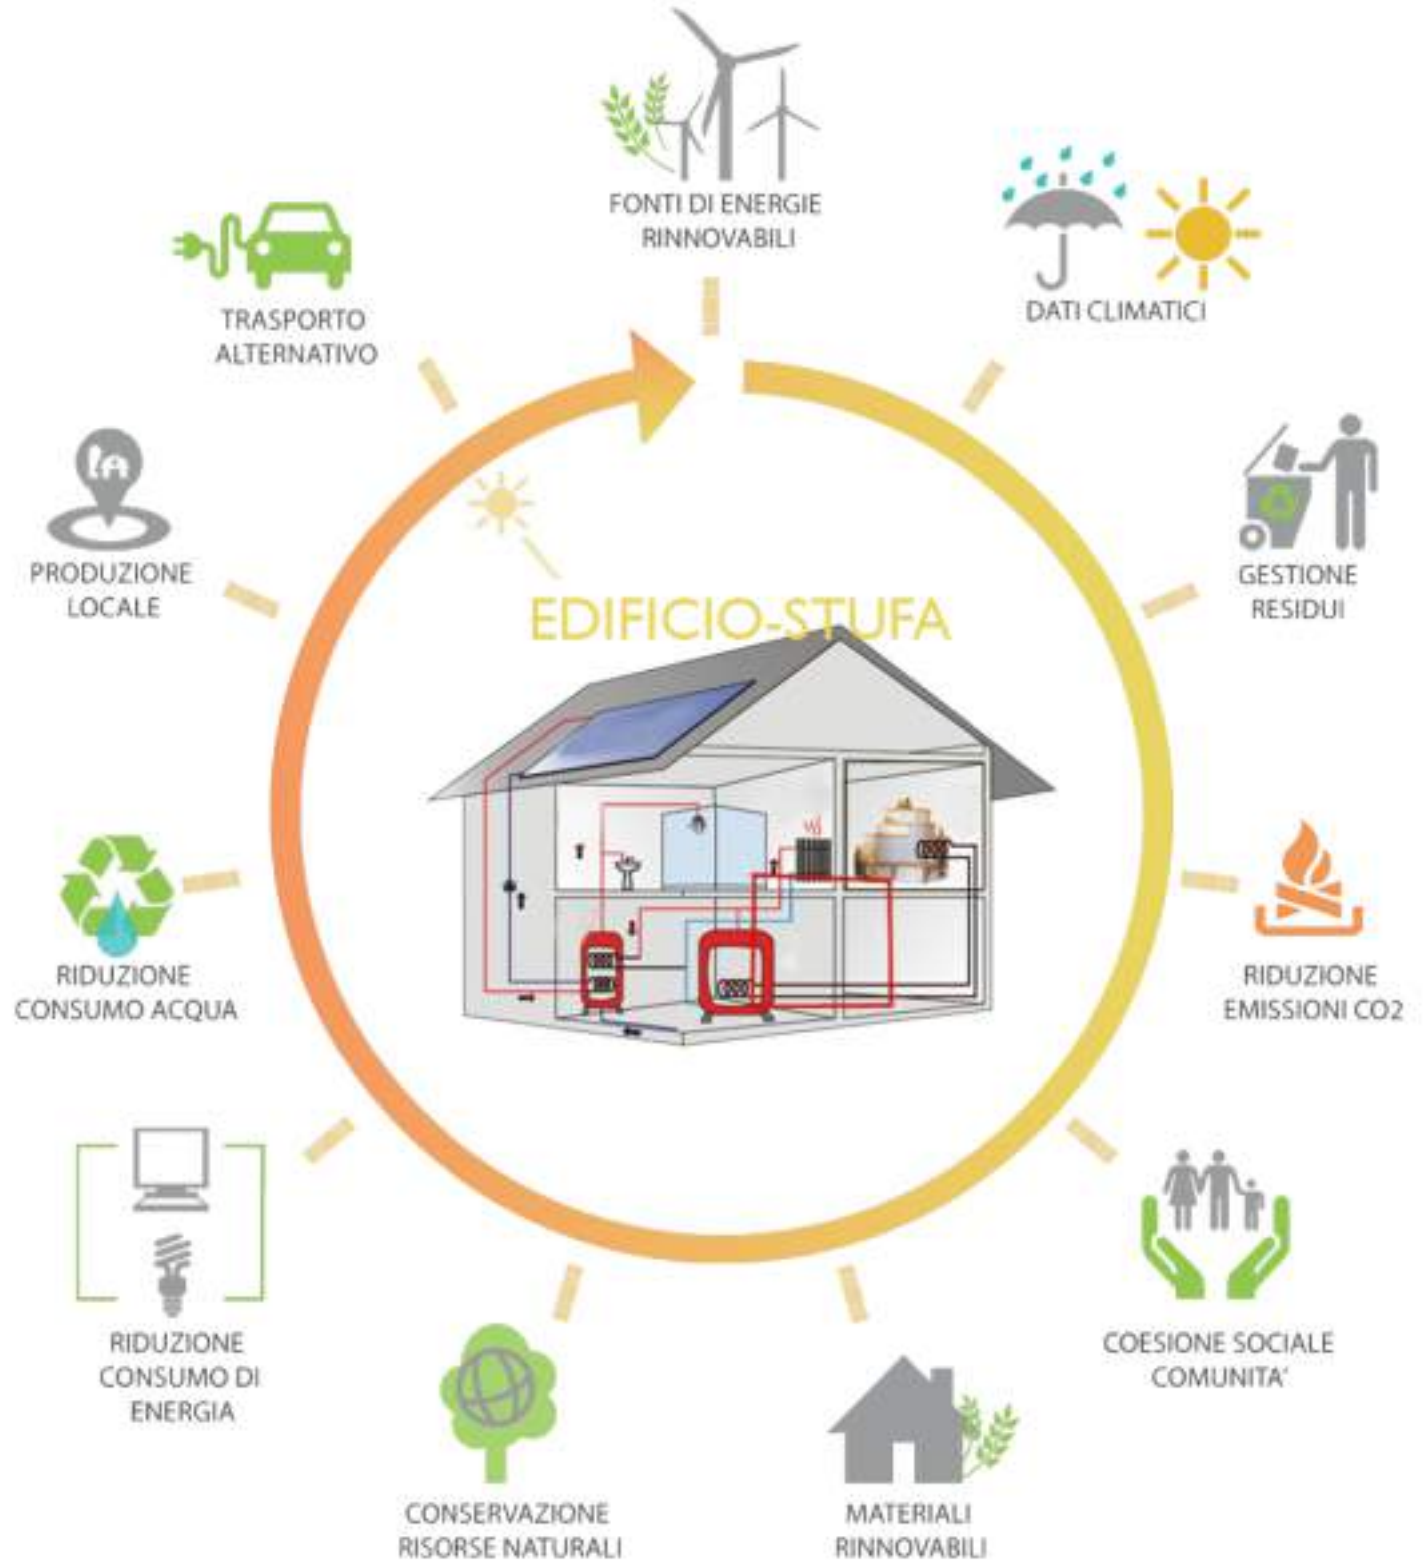 FONTI DI ENERGIE
RINNOVABILI
DATI CLIMATICI
GESTIONE
RESIDUI
RIDUZIONE
EMISSIONI CO2
COESIONE SOCIALE
COMUNITA'
MATERIALI
RINNOVABILI
CONSERVAZIONE
RISORSE NATURALI
RIDUZIONE
CONSUMO DI
ENERGIA
RIDUZIONE
CONSUMO ACQUA
PRODUZIONE
LOCALE
TRASPORTO
ALTERNATIVO
EDIFICIO-STUFA